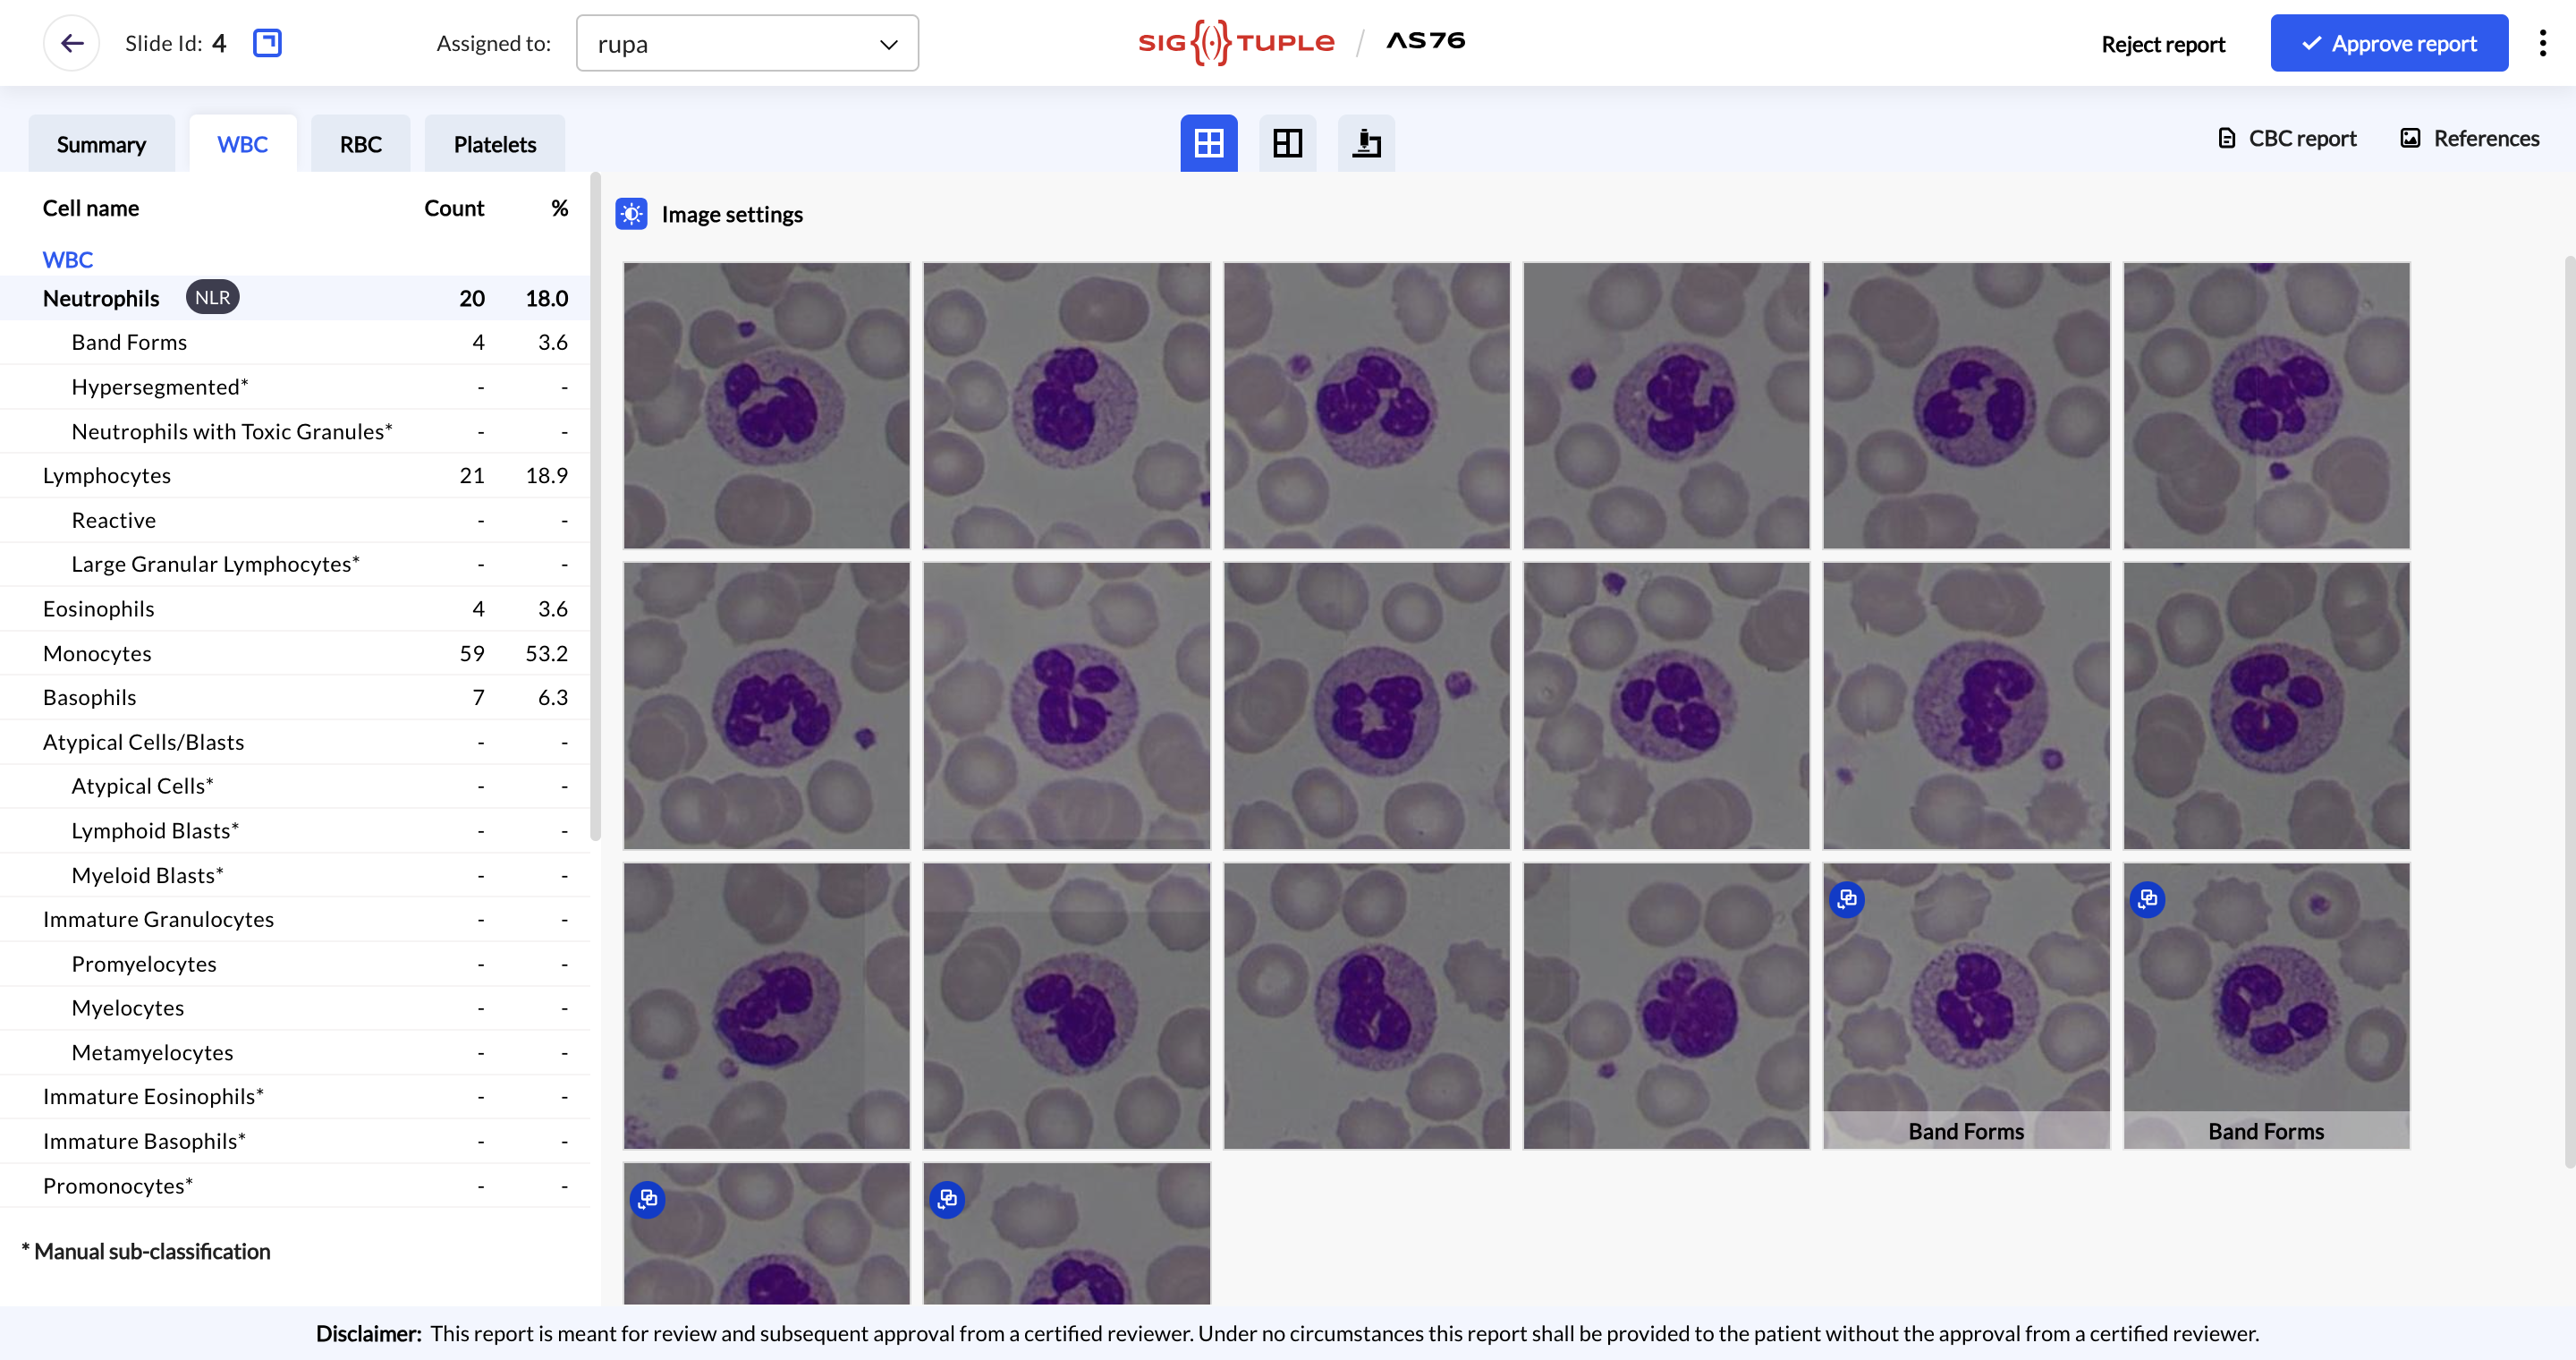 Slide Id: 4
Assigned to: rupa
SIG{(·)}TUPLE / AS76
Reject report
Approve report
Summary
WBC
RBC
Platelets
CBC report
References
Cell name Count %
WBC
Neutrophils NLR 20 18.0
Band Forms 4 3.6
Hypersegmented* - -
Neutrophils with Toxic Granules* - -
Lymphocytes 21 18.9
Reactive - -
Large Granular Lymphocytes* - -
Eosinophils 4 3.6
Monocytes 59 53.2
Basophils 7 6.3
Atypical Cells/Blasts - -
Atypical Cells* - -
Lymphoid Blasts* - -
Myeloid Blasts* - -
Immature Granulocytes - -
Promyelocytes - -
Myelocytes - -
Metamyelocytes - -
Immature Eosinophils* - -
Immature Basophils* - -
Promonocytes* - -
* Manual sub-classification
Image settings
Band Forms
Band Forms
Disclaimer: This report is meant for review and subsequent approval from a certified reviewer. Under no circumstances this report shall be provided to the patient without the approval from a certified reviewer.